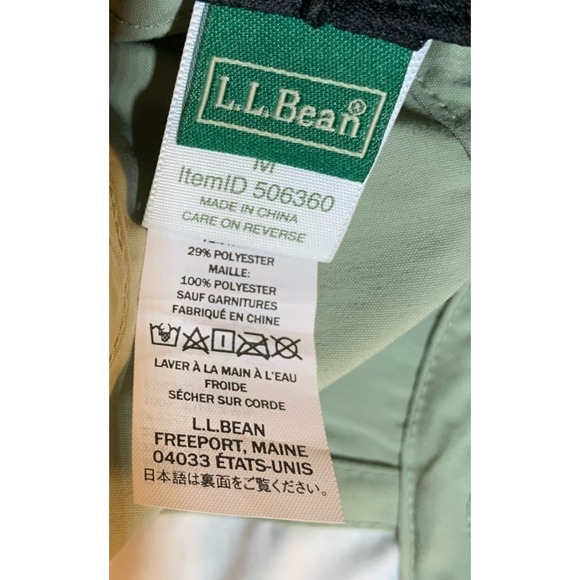 L.L.Bean®
M
ItemID 506360
MADE IN CHINA
CARE ON REVERSE
29% POLYESTER
MAILLE:
100% POLYESTER
SAUF GARNITURES
FABRIQUÉ EN CHINE
LAVER À LA MAIN À L'EAU
FROIDE
SÉCHER SUR CORDE
L.L.BEAN
FREEPORT, MAINE
04033 ÉTATS-UNIS
日本語は裏面をご覧ください。